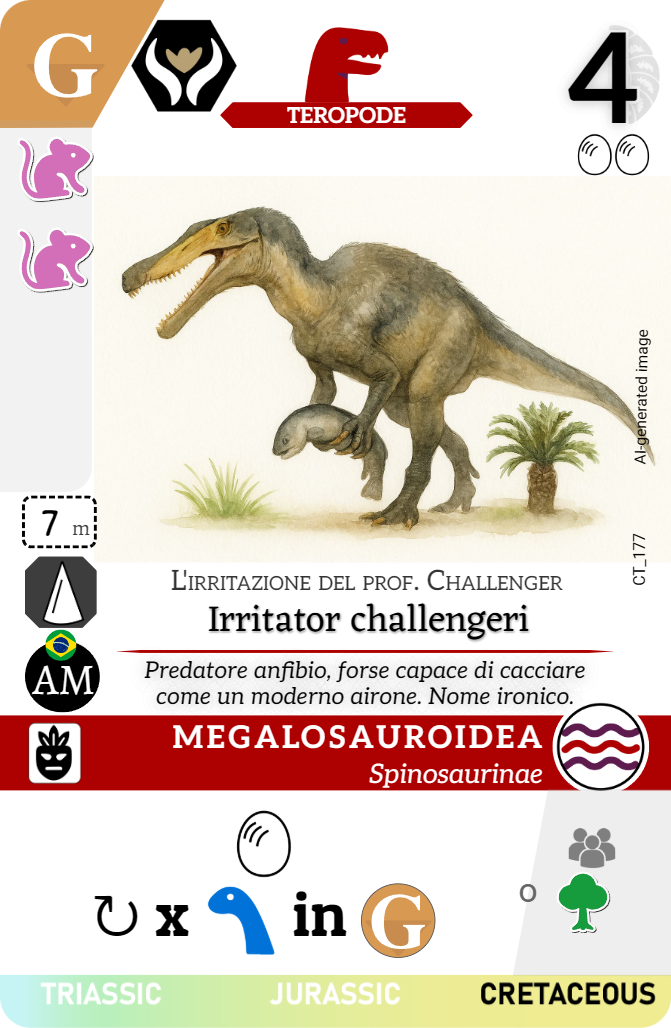 G
TEROPODE
4
AI-generated image
CT_177
7 m
L'IRRITAZIONE DEL PROF. CHALLENGER
Irritator challengeri
AM
Predatore anfibio, forse capace di cacciare
come un moderno airone. Nome ironico.
MEGALOSAUROIDEA
Spinosaurinae
x in G
o
TRIASSIC JURASSIC CRETACEOUS